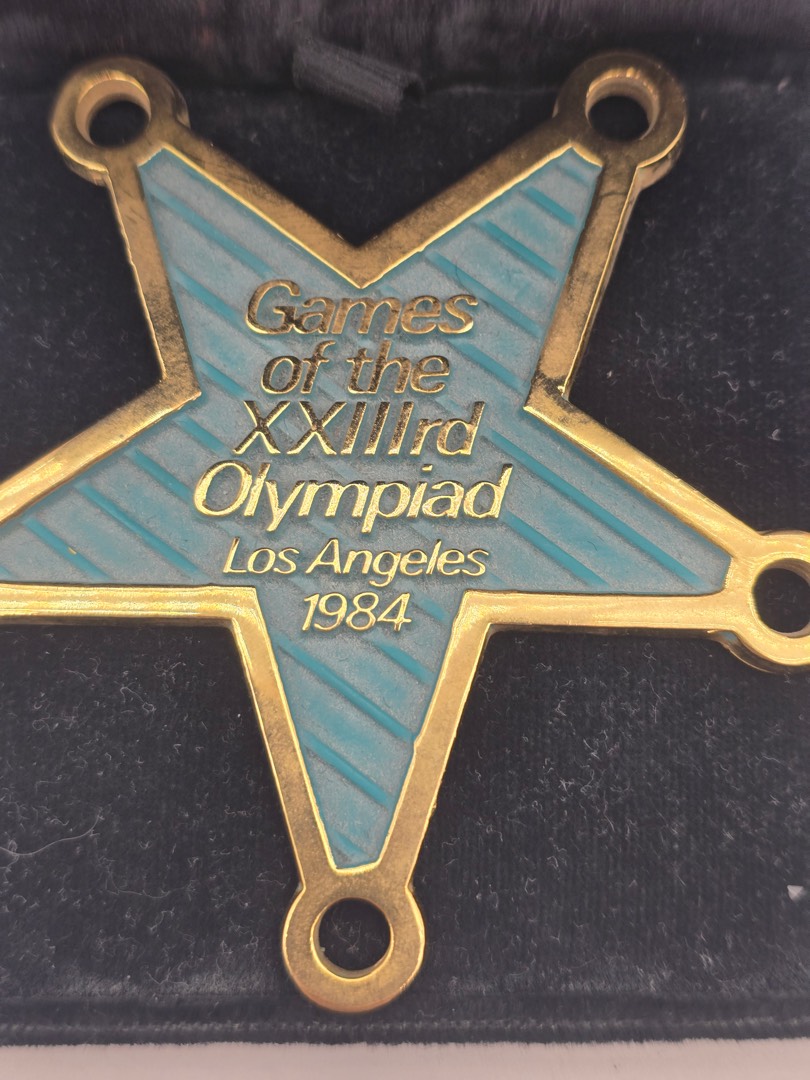 Games
of the
XXIIIrd
Olympiad
Los Angeles
1984